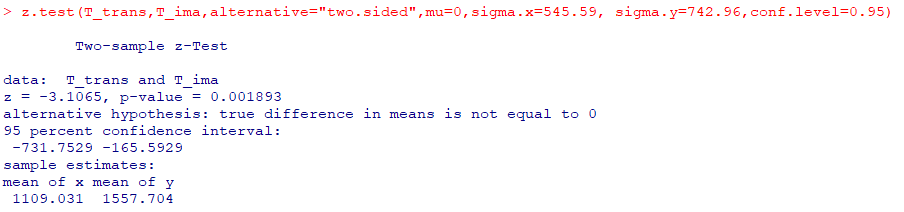 > z.test(T_trans,T_ima,alternative="two.sided",mu=0,sigma.x=545.59, sigma.y=742.96,conf.level=0.95)
Two-sample z-Test
data:  T_trans and T_ima
z = -3.1065, p-value = 0.001893
alternative hypothesis: true difference in means is not equal to 0
95 percent confidence interval:
 -731.7529 -165.5929
sample estimates:
mean of x mean of y
 1109.031  1557.704